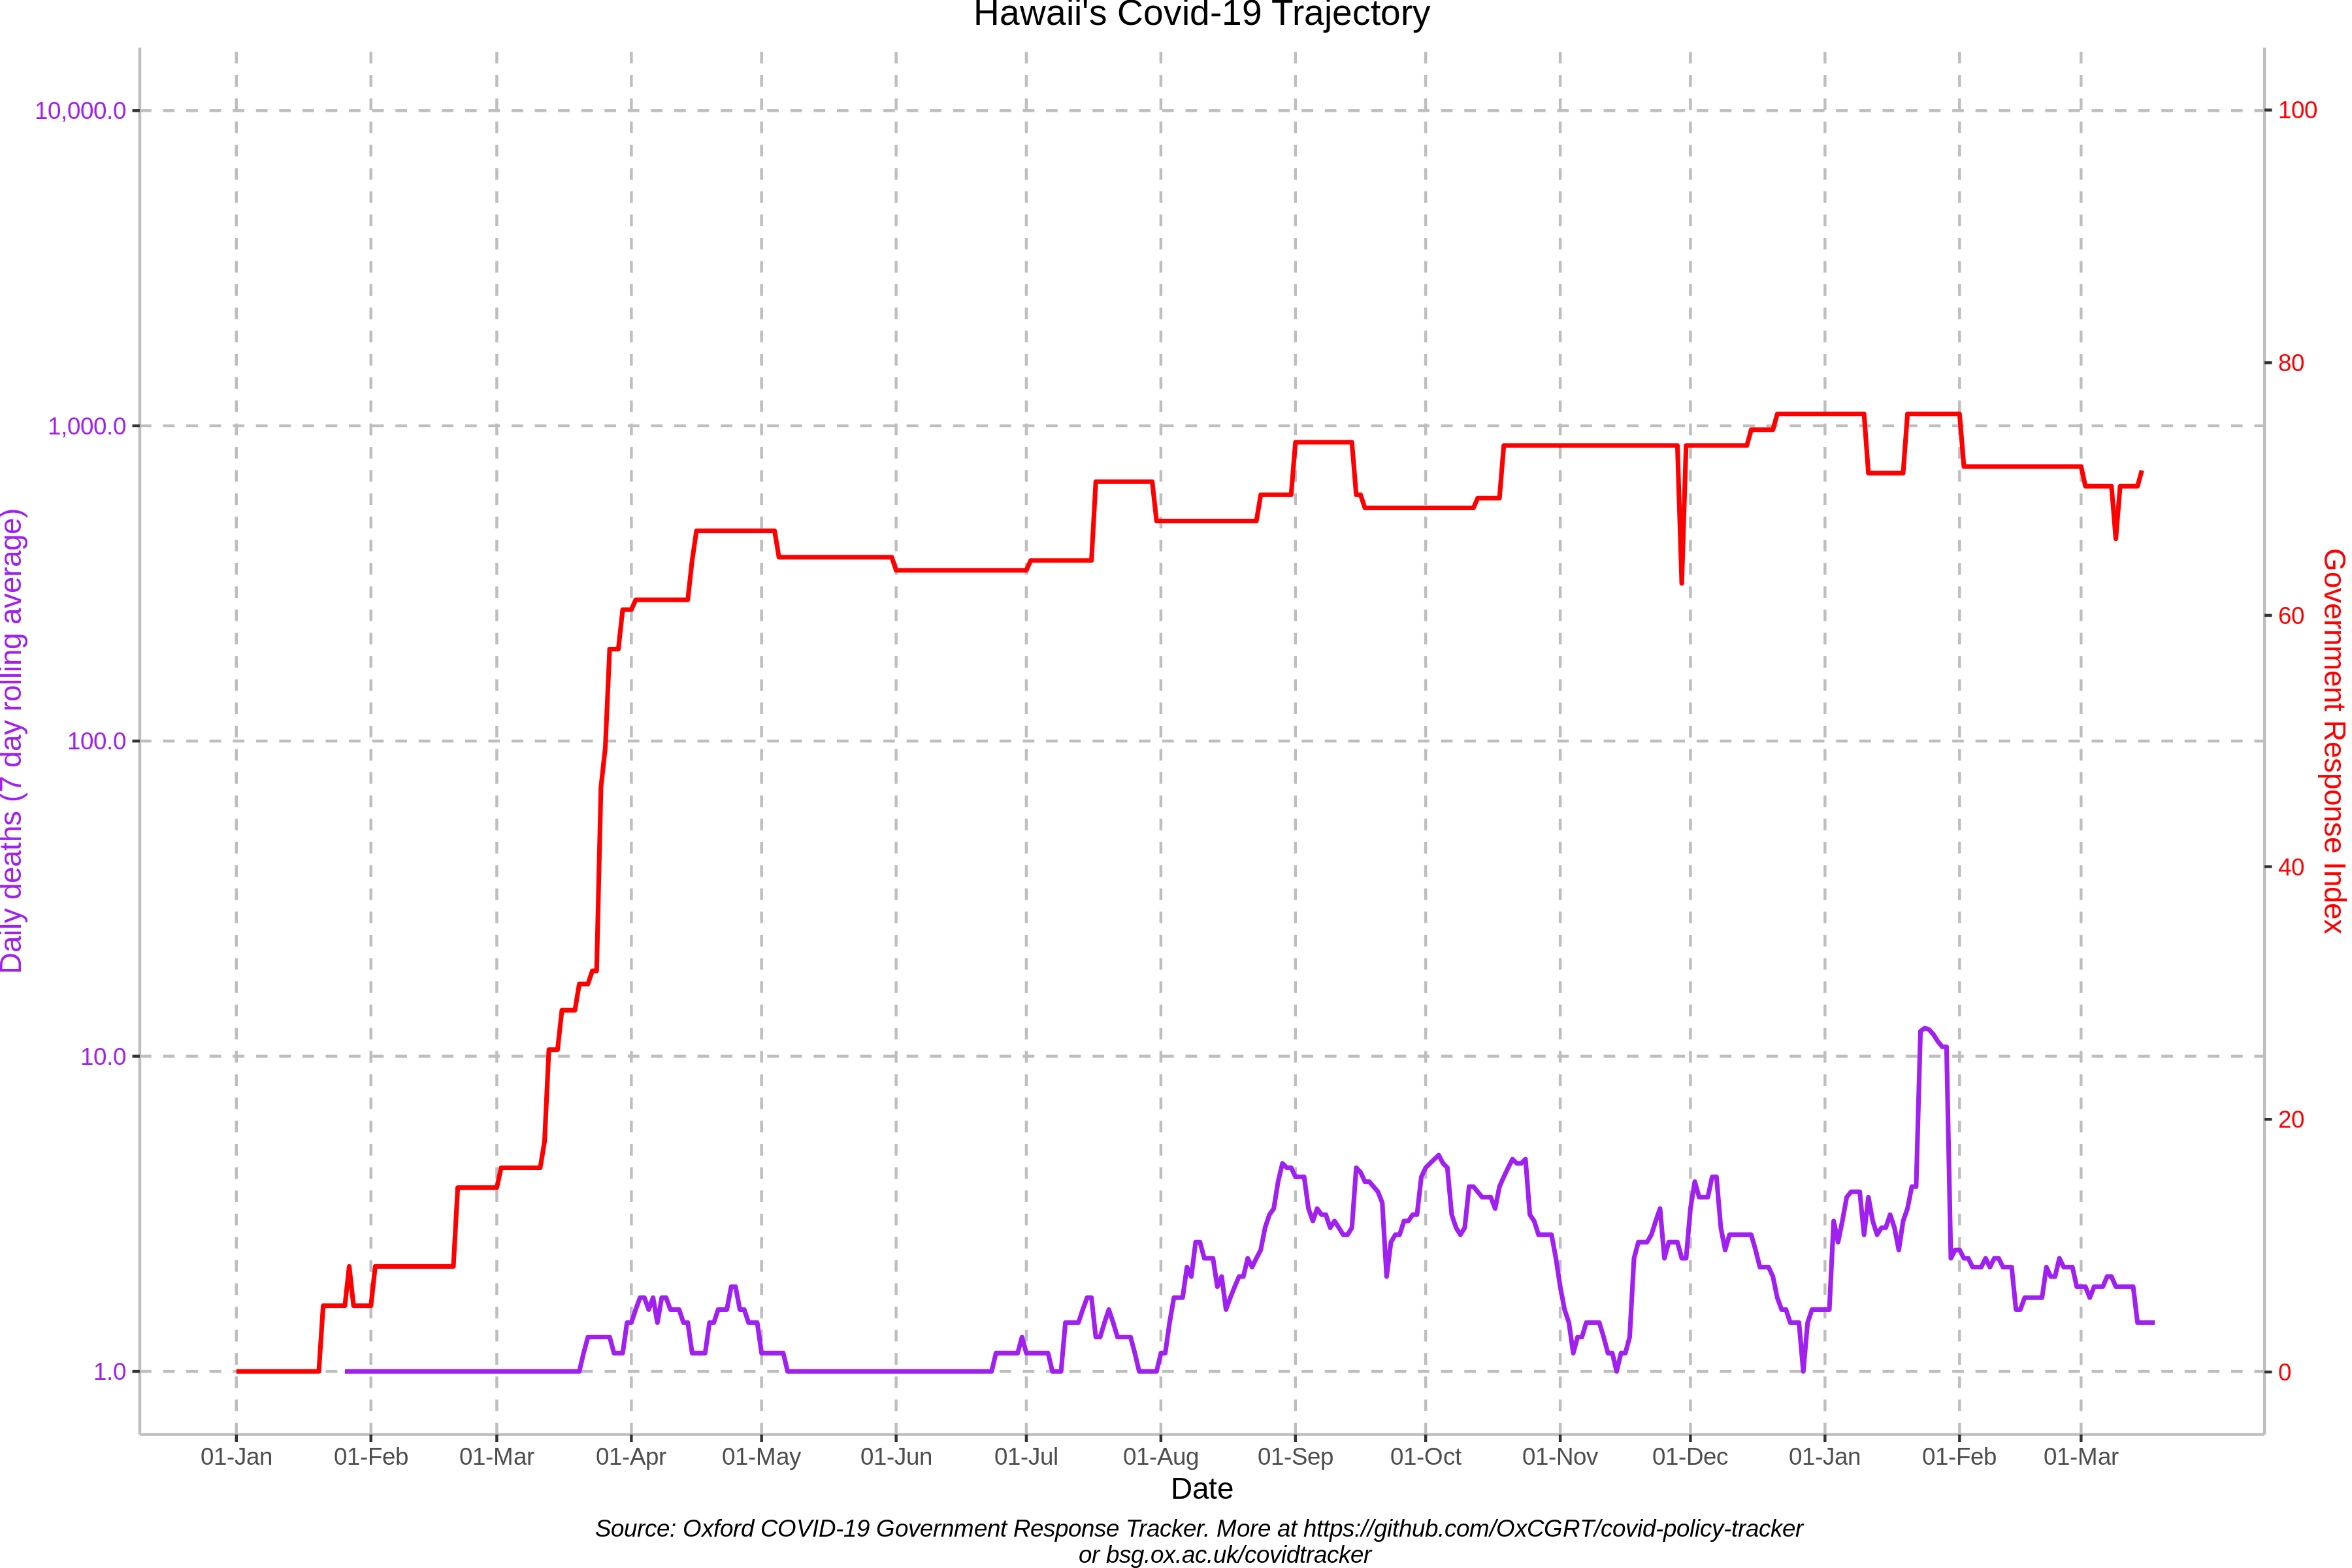 Hawaii's Covid-19 Trajectory
10,000.0
1,000.0
100.0
10.0
1.0
Daily deaths (7 day rolling average)
100
80
60
40
20
0
Government Response Index
01-Jan 01-Feb 01-Mar 01-Apr 01-May 01-Jun 01-Jul 01-Aug 01-Sep 01-Oct 01-Nov 01-Dec 01-Jan 01-Feb 01-Mar
Date
Source: Oxford COVID-19 Government Response Tracker. More at https://github.com/OxCGRT/covid-policy-tracker
or bsg.ox.ac.uk/covidtracker